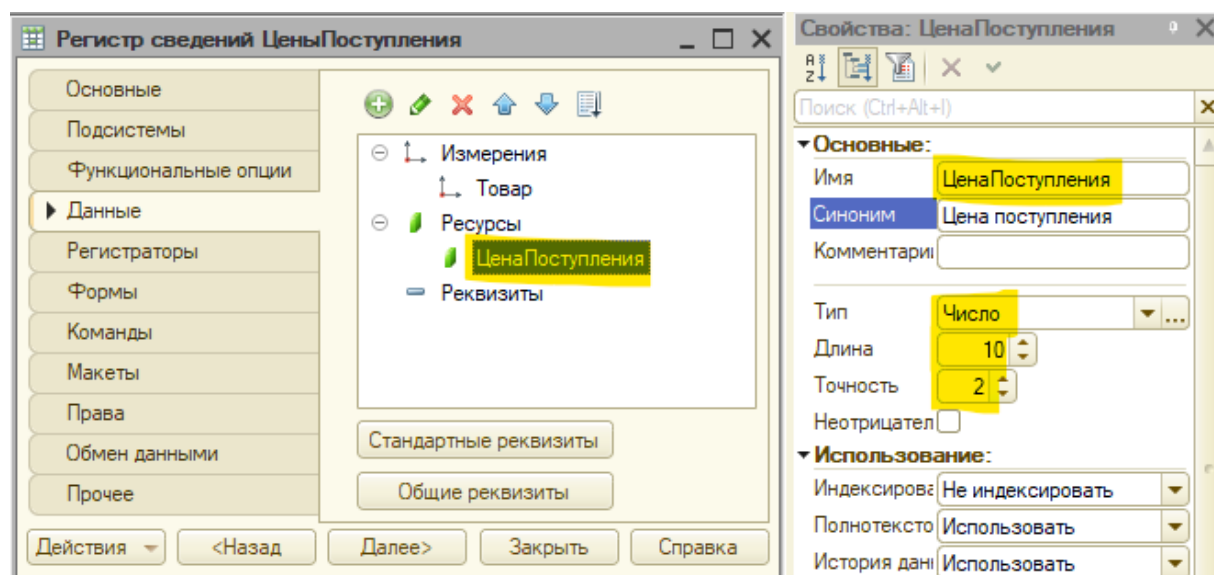 Регистр сведений ЦеныПоступления
Основные
Подсистемы
Функциональные опции
Данные
Регистраторы
Формы
Команды
Макеты
Права
Обмен данными
Прочее
Измерения
Товар
Ресурсы
ЦенаПоступления
Реквизиты
Стандартные реквизиты
Общие реквизиты
Действия <Назад Далее> Закрыть Справка
Свойства: ЦенаПоступления
Поиск (Ctrl+Alt+I)
Основные:
Имя ЦенаПоступления
Синоним Цена поступления
Комментари
Тип Число ...
Длина 10
Точность 2
Неотрицател
Использование:
Индексирова Не индексировать
Полнотексто Использовать
История дан Использовать